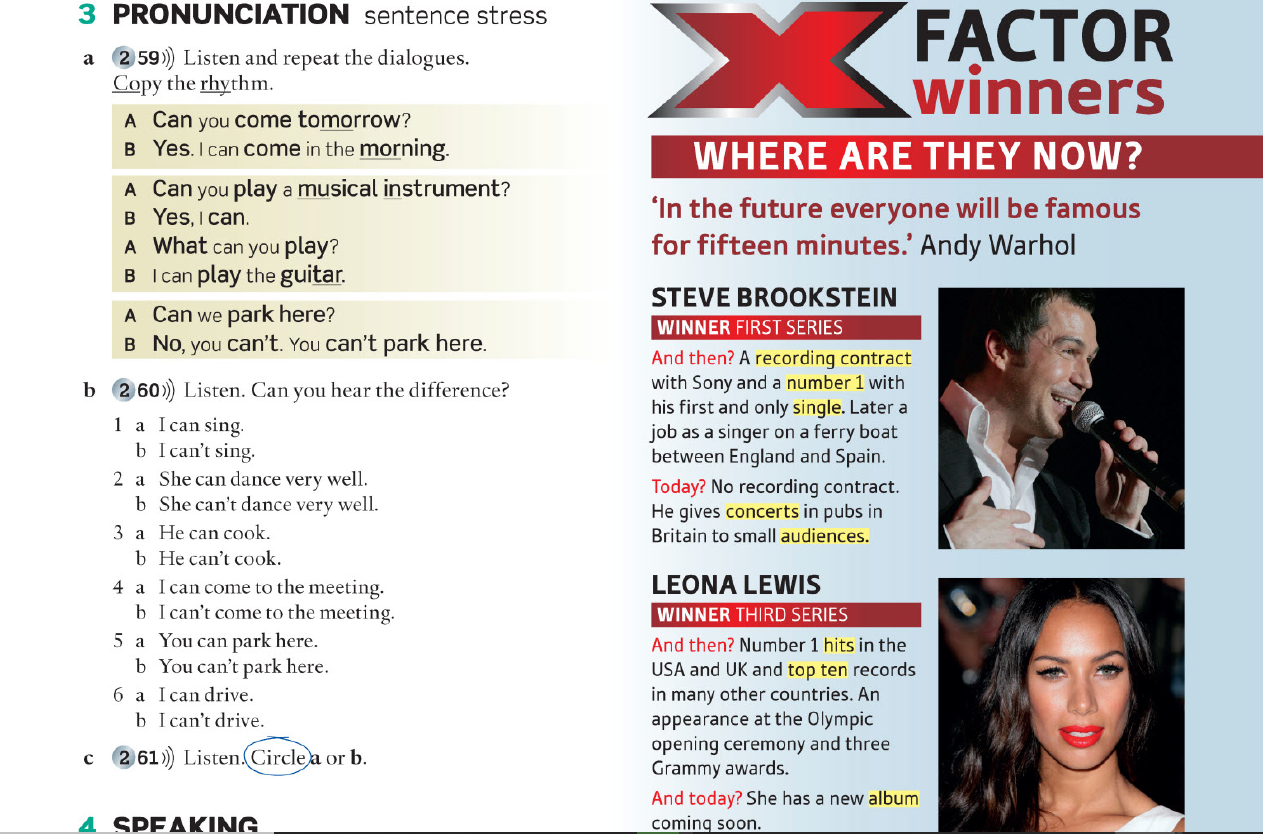 3 PRONUNCIATION sentence stress
a 2 59 Listen and repeat the dialogues.
Copy the rhythm.
A Can you come tomorrow?
B Yes. I can come in the morning.
A Can you play a musical instrument?
B Yes, I can.
A What can you play?
B I can play the guitar.
A Can we park here?
B No, you can't. You can't park here.
b 2 60 Listen. Can you hear the difference?
1 a I can sing.
b I can't sing.
2 a She can dance very well.
b She can't dance very well.
3 a He can cook.
b He can't cook.
4 a I can come to the meeting.
b I can't come to the meeting.
5 a You can park here.
b You can't park here.
6 a I can drive.
b I can't drive.
c 2 61 Listen. Circle a or b.
4 SPEAKING
X FACTOR
winners
WHERE ARE THEY NOW?
'In the future everyone will be famous
for fifteen minutes.' Andy Warhol
STEVE BROOKSTEIN
WINNER FIRST SERIES
And then? A recording contract
with Sony and a number 1 with
his first and only single. Later a
job as a singer on a ferry boat
between England and Spain.
Today? No recording contract.
He gives concerts in pubs in
Britain to small audiences.
LEONA LEWIS
WINNER THIRD SERIES
And then? Number 1 hits in the
USA and UK and top ten records
in many other countries. An
appearance at the Olympic
opening ceremony and three
Grammy awards.
And today? She has a new album
coming soon.